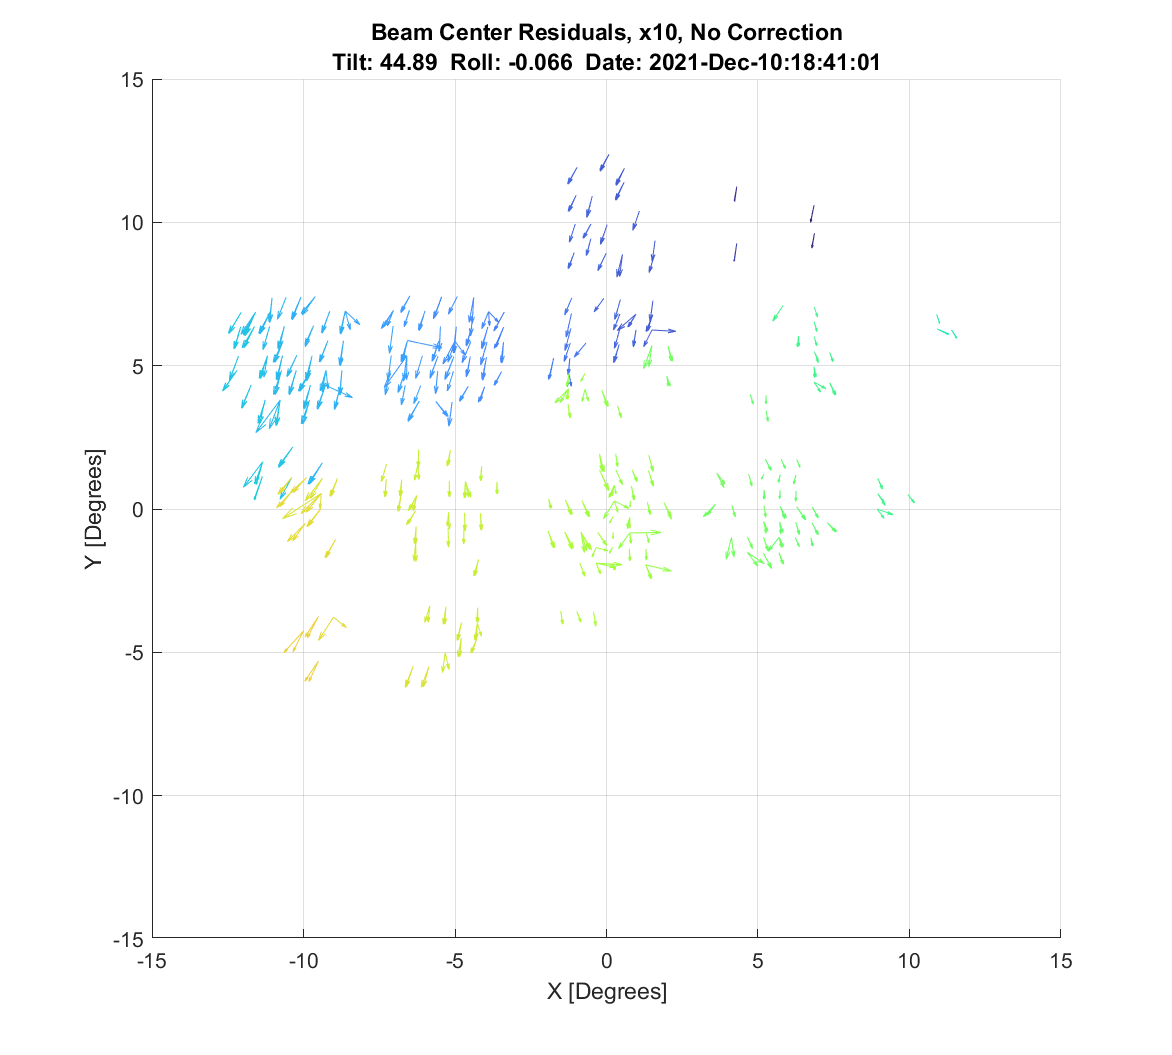 Beam Center Residuals, x10, No Correction
Tilt: 44.89 Roll: -0.066 Date: 2021-Dec-10:18:41:01
15
10
5
0
-5
-10
-15
Y [Degrees]
-15 -10 -5 0 5 10 15
X [Degrees]